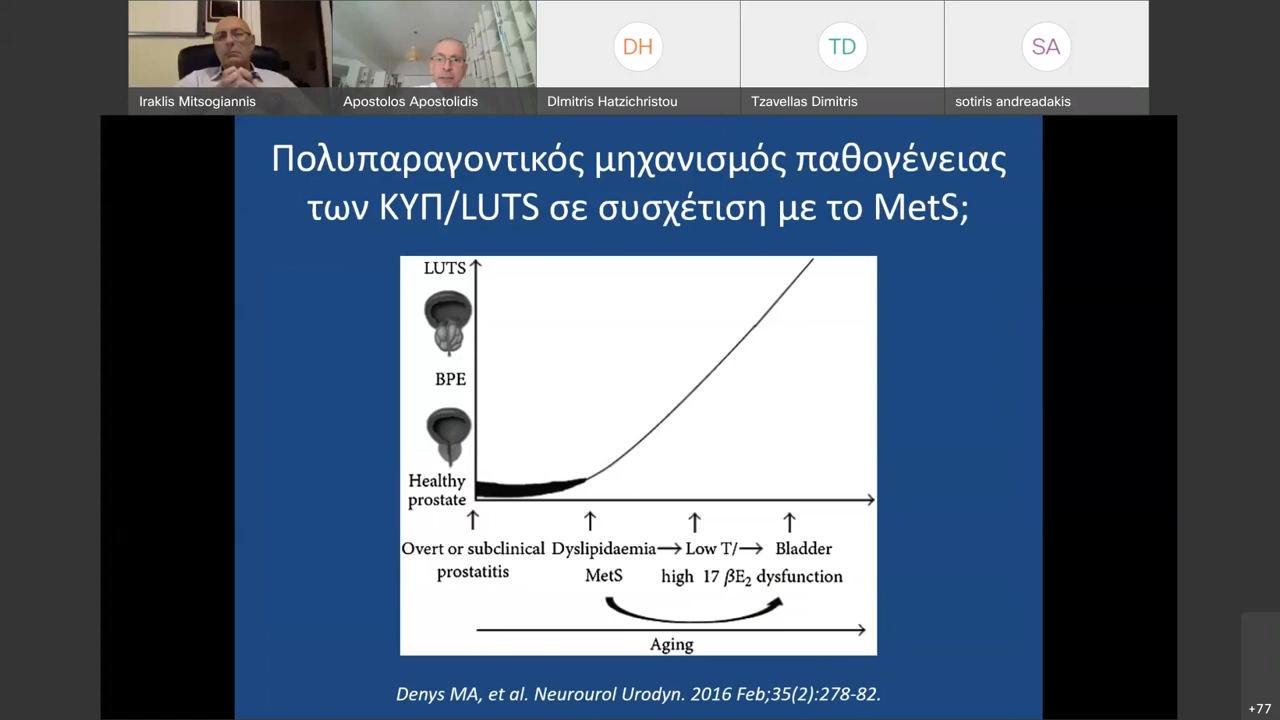 DH
TD
SA
Iraklis Mitsogiannis
Apostolos Apostolidis
DImitris Hatzichristou
Tzavellas Dimitris
sotiris andreadakis
Πολυπαραγοντικός μηχανισμός παθογένειας
των ΚΥΠ/LUTS σε συσχέτιση με το MetS;
LUTS
BPE
Healthy
prostate
Overt or subclinical
prostatitis
Dyslipidaemia
MetS
Low T/
high 17 βE₂
Bladder
dysfunction
Aging
Denys MA, et al. Neurourol Urodyn. 2016 Feb;35(2):278-82.
+77